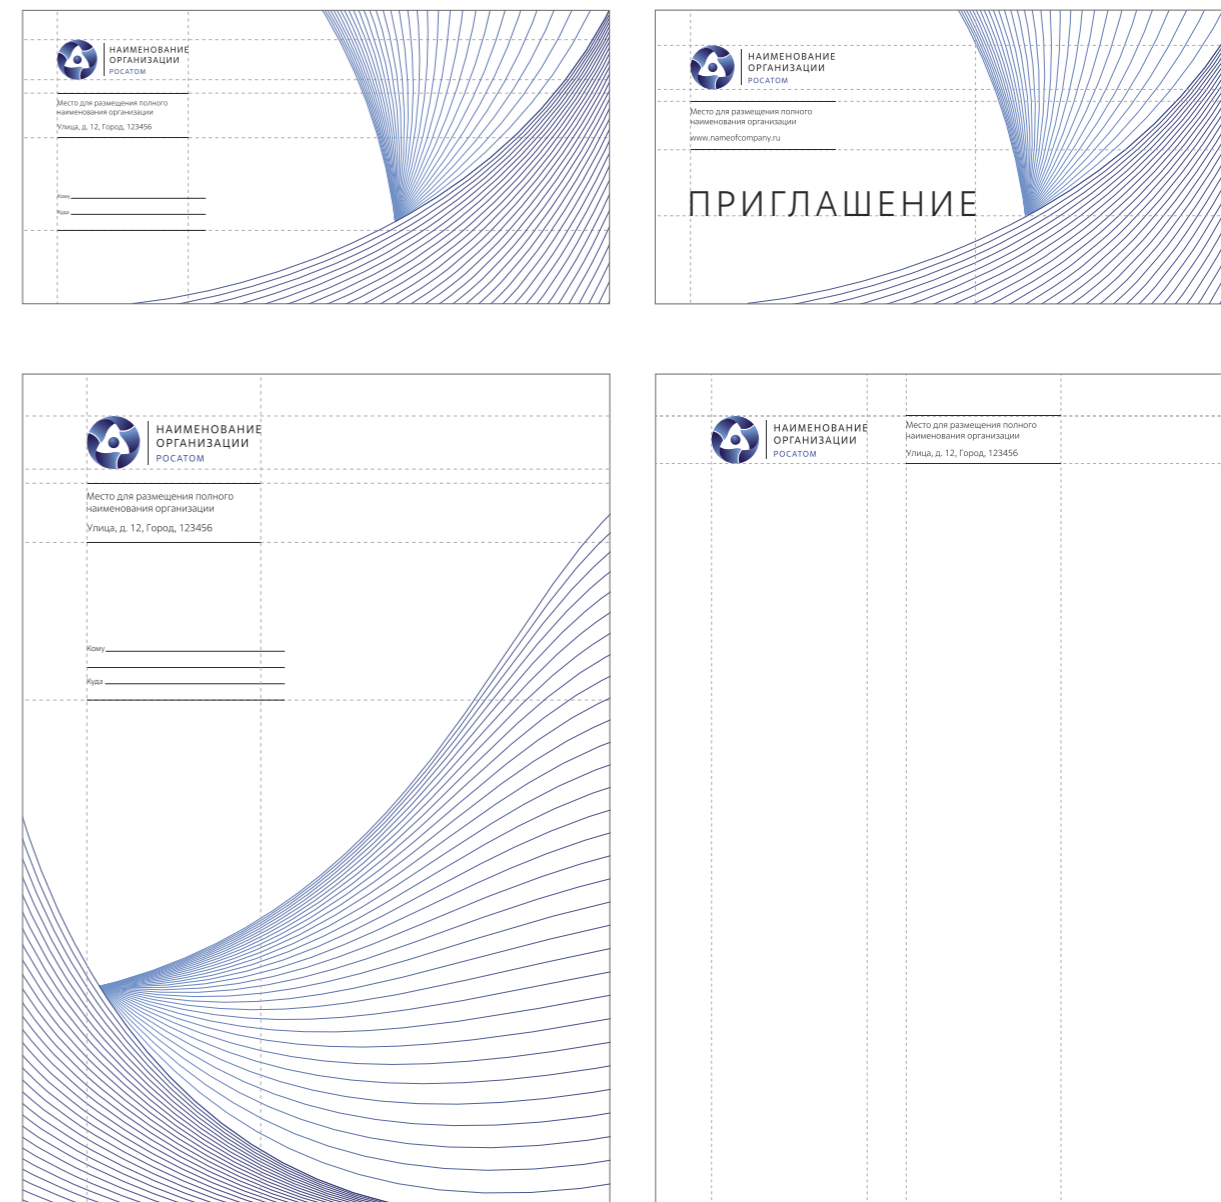 НАИМЕНОВАНИЕ
ОРГАНИЗАЦИИ
РОСАТОМ
Место для размещения полного
наименования организации
Улица, д. 12, Город, 123456
Кому
Куда
НАИМЕНОВАНИЕ
ОРГАНИЗАЦИИ
РОСАТОМ
Место для размещения полного
наименования организации
www.nameofcompany.ru
ПРИГЛАШЕНИЕ
НАИМЕНОВАНИЕ
ОРГАНИЗАЦИИ
РОСАТОМ
Место для размещения полного
наименования организации
Улица, д. 12, Город, 123456
Кому
Куда
НАИМЕНОВАНИЕ
ОРГАНИЗАЦИИ
РОСАТОМ
Место для размещения полного
наименования организации
Улица, д. 12, Город, 123456